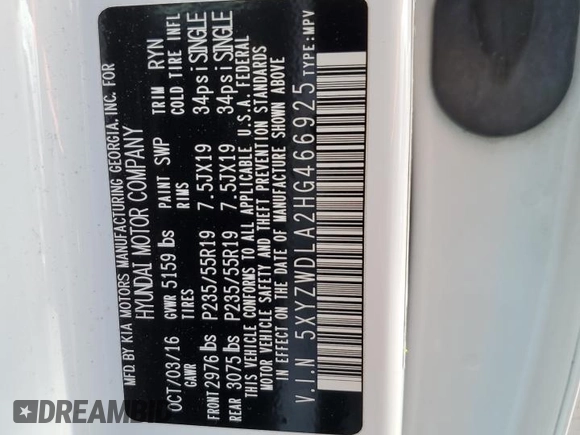 MFD.BY KIA MOTORS MANUFACTURING GEORGIA, INC. FOR
HYUNDAI MOTOR COMPANY
OCT/03/16 GVWR 5159 lbs PAINT SWP TRIM RYN
GAWR TIRES RIMS COLD TIRE INFL
FRONT 2976 lbs P235/55R19 7.5JX19 34psi SINGLE
REAR 3075 lbs P235/55R19 7.5JX19 34psi SINGLE
THIS VEHICLE CONFORMS TO ALL APPLICABLE U.S.A. FEDERAL
MOTOR VEHICLE SAFETY AND THEFT PREVENTION STANDARDS
IN EFFECT ON THE DATE OF MANUFACTURE SHOWN ABOVE
V.I.N 5XYZWDLA2HG466925 TYPE:MPV
DREAMBID